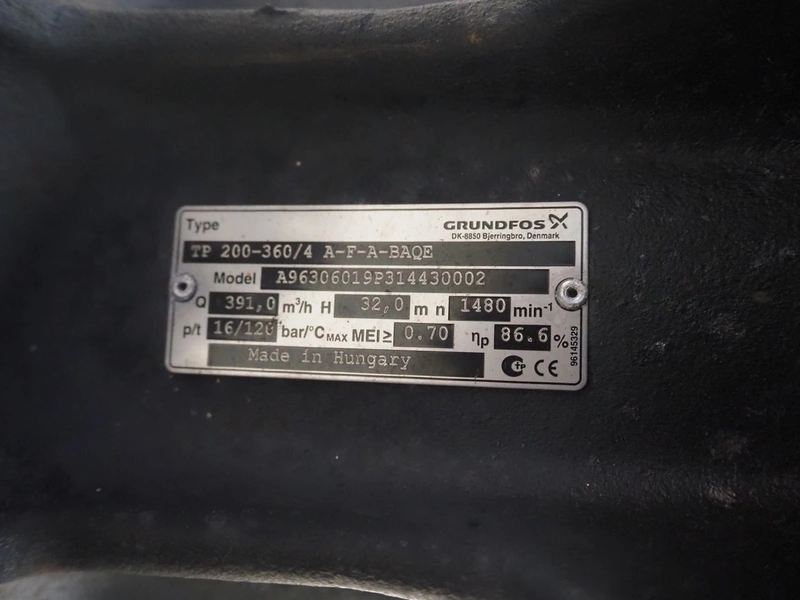 Type GRUNDFOS
DK-8850 Bjerringbro, Denmark
TP 200-360/4 A-F-A-BAQE
Model A96306019P314430002
Q 391,0 m³/h H 32,0 m n 1480 min⁻¹
p/t 16/120 bar/°CMAX MEI≥ 0.70 ηp 86.6 %
Made in Hungary CE
96145329